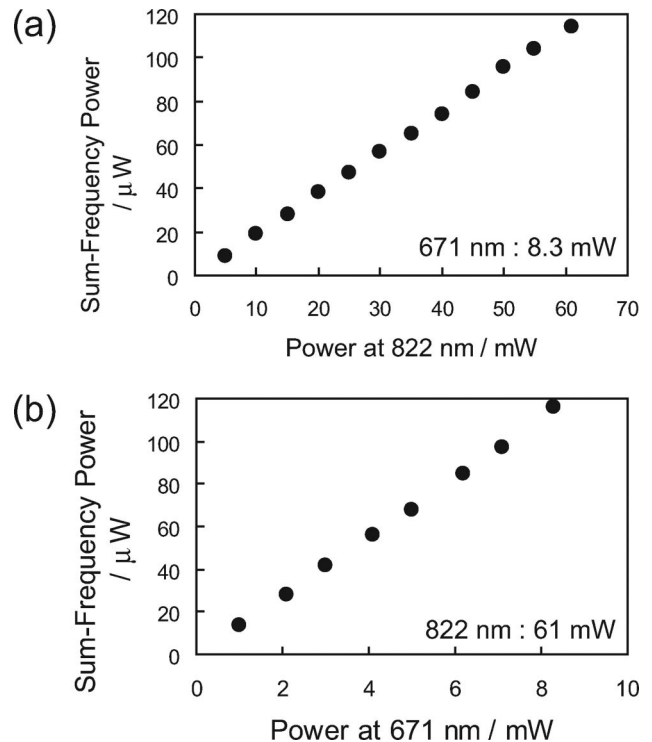 (a)
Sum-Frequency Power
/ μW
120
100
80
60
40
20
0
671 nm : 8.3 mW
0 10 20 30 40 50 60 70
Power at 822 nm / mW
(b)
Sum-Frequency Power
/ μW
120
100
80
60
40
20
0
822 nm : 61 mW
0 2 4 6 8 10
Power at 671 nm / mW